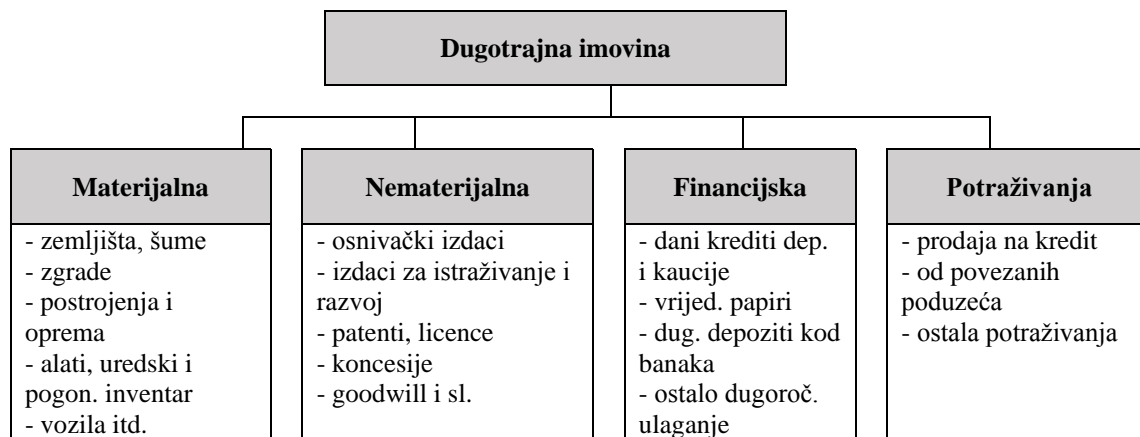 Dugotrajna imovina
Materijalna
- zemljišta, šume
- zgrade
- postrojenja i
oprema
- alati, uredski i
pogon. inventar
- vozila itd.
Nematerijalna
- osnivački izdaci
- izdaci za istraživanje i
razvoj
- patenti, licence
- koncesije
- goodwill i sl.
Financijska
- dani krediti dep.
i kaucije
- vrijed. papiri
- dug. depoziti kod
banaka
- ostalo dugoroč.
ulaganje
Potraživanja
- prodaja na kredit
- od povezanih
poduzeća
- ostala potraživanja